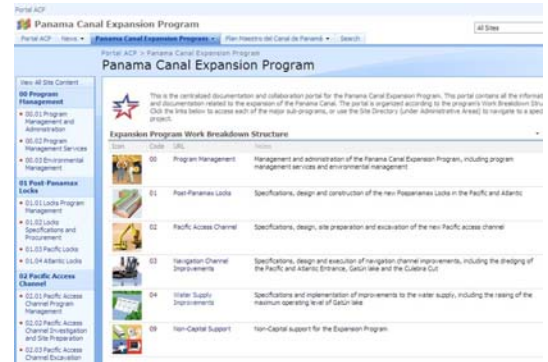 Portal ACP
Panama Canal Expansion Program
All Sites
Portal ACP News Panama Canal Expansion Program Plan Maestro del Canal de Panamá Search
Portal ACP > Panama Canal Expansion Program
Panama Canal Expansion Program
View All Site Content
00 Program Management
00.01 Program Management and Administration
00.02 Program Management Services
00.03 Environmental Management
01 Post-Panamax Locks
01.01 Locks Program Management
01.02 Locks Specifications and Procurement
01.03 Pacific Locks
01.04 Atlantic Locks
02 Pacific Access Channel
02.01 Pacific Access Channel Program Management
02.02 Pacific Access Channel Investigation and Site Preparation
02.03 Pacific Access Channel Excavation
This is the centralized documentation and collaboration portal for the Panama Canal Expansion Program. This portal contains all the informat
and documentation related to the expansion of the Panama Canal. The portal is organized according to the program's Work Breakdown Stru
Click the links below to access each of the major sub-programs, or use the Site Directory (under Administrative Areas) to navigate to a spec
project.
Expansion Program Work Breakdown Structure
Icon Code URL Notes
00 Program Management Management and administration of the Panama Canal Expansion Program, including program
management services and environmental management
01 Post-Panamax Locks Specifications, design and construction of the new Pospanamax Locks in the Pacific and Atlantic
02 Pacific Access Channel Specifications, design, site preparation and excavation of the new Pacific access channel
03 Navigation Channel Improvements Specifications, design and execution of navigation channel improvements, including the dredging of
the Pacific and Atlantic Entrance, Gatún lake and the Culebra Cut
04 Water Supply Improvements Specifications and implementation of improvements to the water supply, including the raising of the
maximum operating level of Gatún lake
09 Non-Capital Support Non-Capital support for the Expansion Program